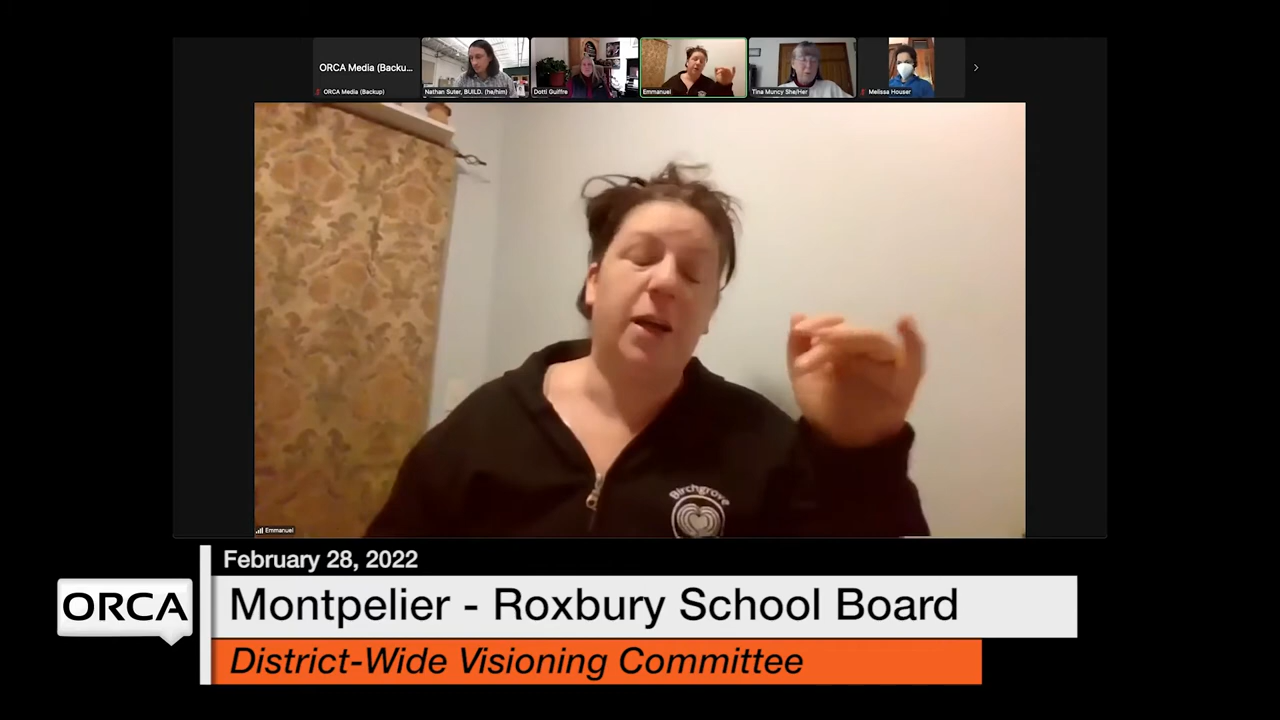 ORCA Media (Backu...
ORCA Media (Backup)
Nathan Suter, BUILD. (he/him)
Dotti Guiffre
Emmanuel
Tina Muncy She/Her
Melissa Houser
Birchgrove
Emmanuel
February 28, 2022
ORCA
Montpelier - Roxbury School Board
District-Wide Visioning Committee